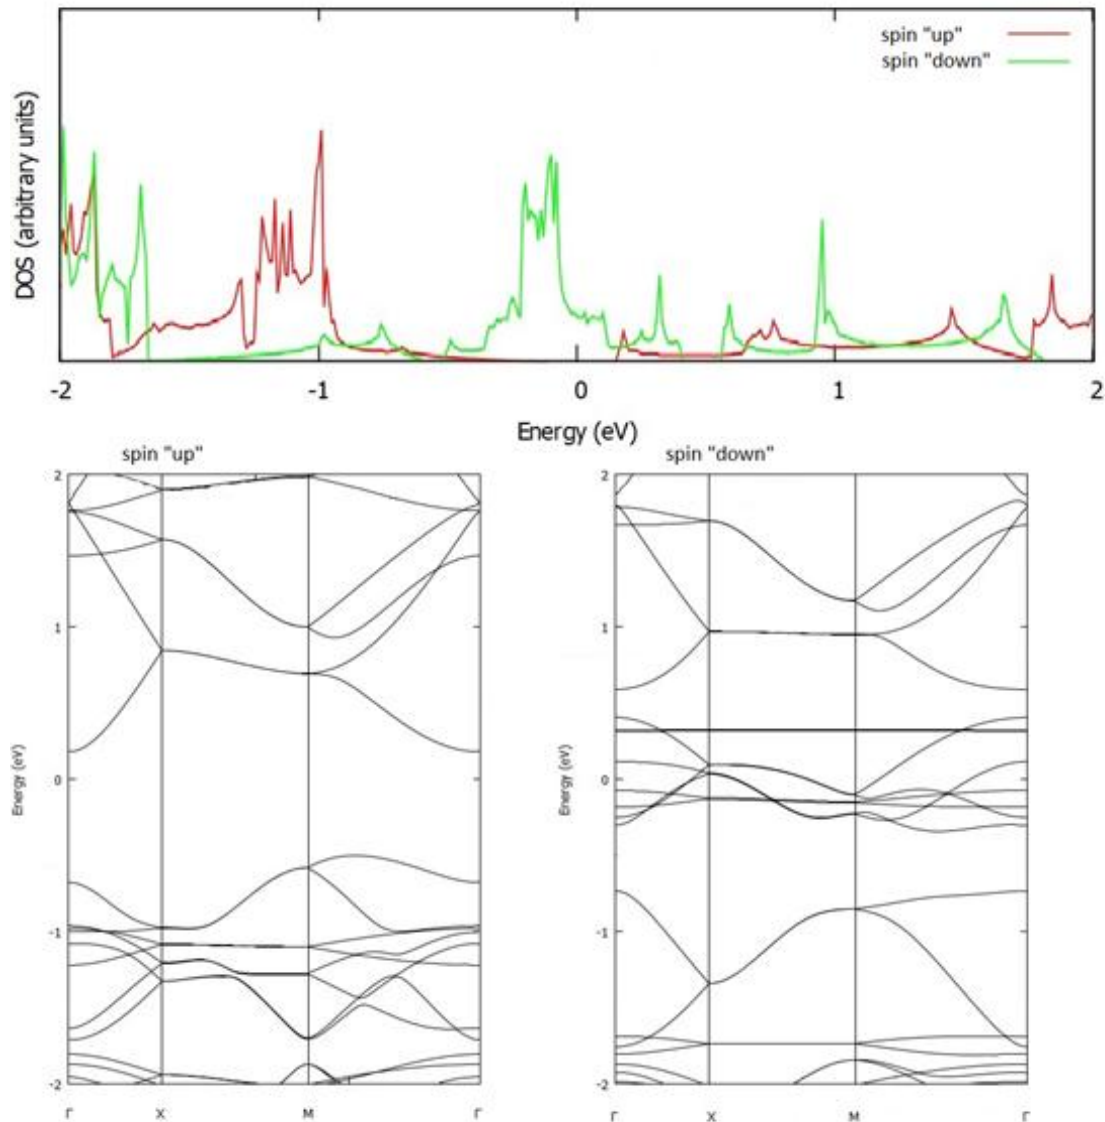 spin "up"
spin "down"
DOS (arbitrary units)
-2 -1 0 1 2
Energy (eV)
spin "up"
2
1
0
-1
-2
Energy (eV)
Γ X M Γ
spin "down"
2
1
0
-1
-2
Energy (eV)
Γ X M Γ